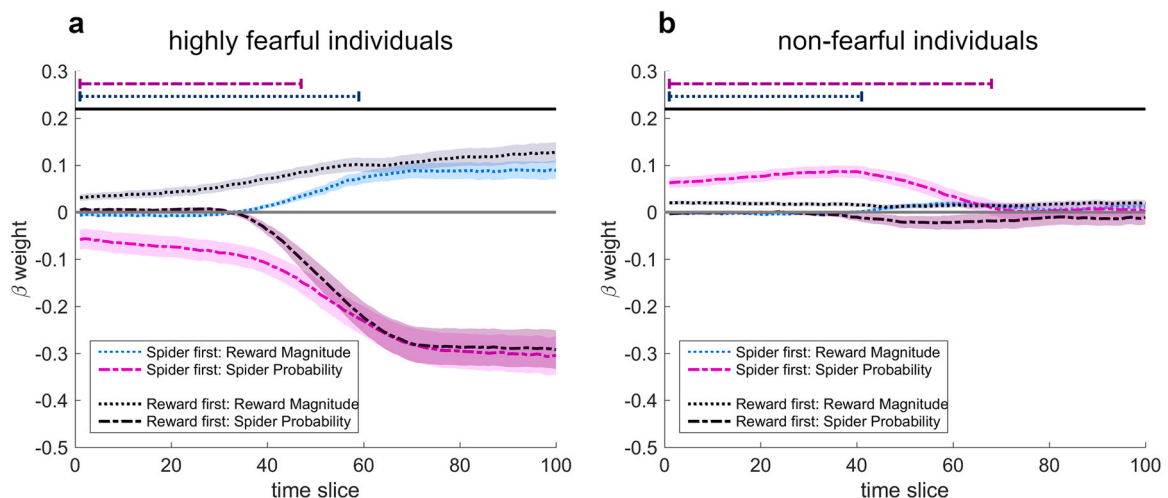 a
highly fearful individuals
0.3
0.2
0.1
0
-0.1
-0.2
-0.3
-0.4
-0.5
β weight
Spider first: Reward Magnitude
Spider first: Spider Probability
Reward first: Reward Magnitude
Reward first: Spider Probability
0 20 40 60 80 100
time slice
b
non-fearful individuals
0.3
0.2
0.1
0
-0.1
-0.2
-0.3
-0.4
-0.5
β weight
Spider first: Reward Magnitude
Spider first: Spider Probability
Reward first: Reward Magnitude
Reward first: Spider Probability
0 20 40 60 80 100
time slice